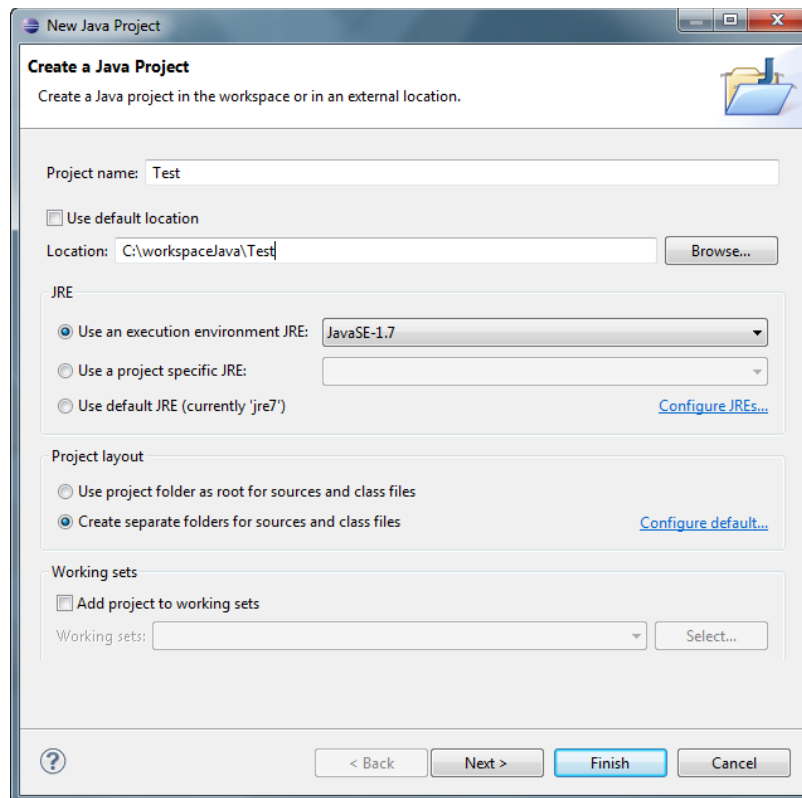 New Java Project
Create a Java Project
Create a Java project in the workspace or in an external location.
Project name: Test
Use default location
Location: C:\workspaceJava\Test Browse...
JRE
Use an execution environment JRE: JavaSE-1.7
Use a project specific JRE:
Use default JRE (currently 'jre7') Configure JREs...
Project layout
Use project folder as root for sources and class files
Create separate folders for sources and class files Configure default...
Working sets
Add project to working sets
Working sets: Select...
? < Back Next > Finish Cancel